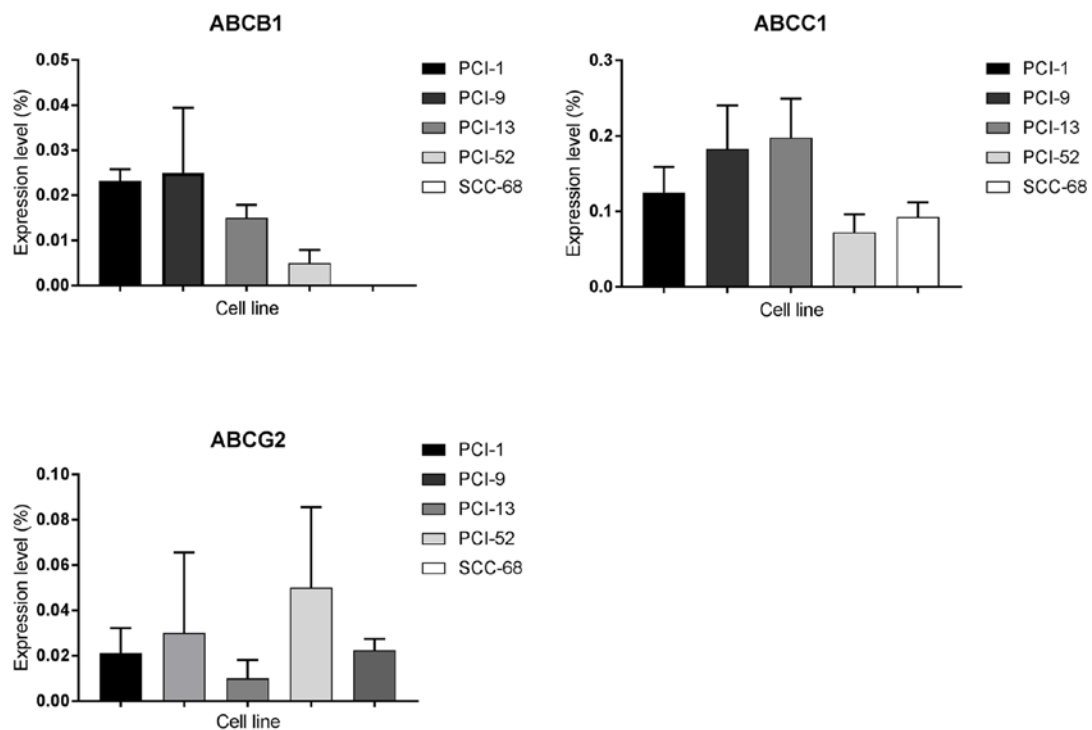 ABCB1
Expression level (%)
0.05
0.04
0.03
0.02
0.01
0.00
Cell line
PCI-1
PCI-9
PCI-13
PCI-52
SCC-68
ABCC1
Expression level (%)
0.3
0.2
0.1
0.0
Cell line
PCI-1
PCI-9
PCI-13
PCI-52
SCC-68
ABCG2
Expression level (%)
0.10
0.08
0.06
0.04
0.02
0.00
Cell line
PCI-1
PCI-9
PCI-13
PCI-52
SCC-68